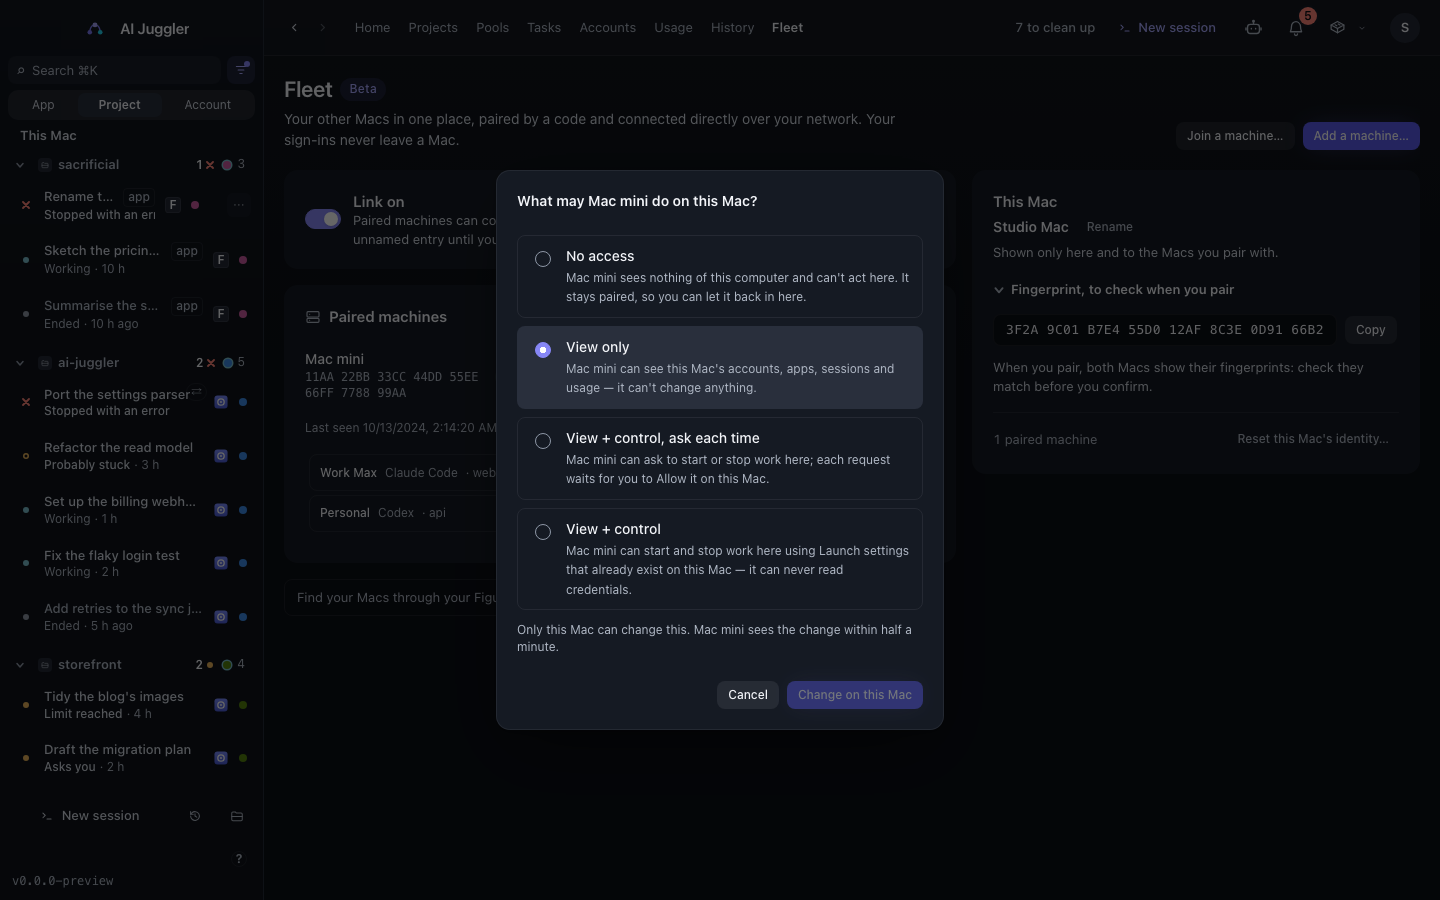 AI Juggler
Search ⌘K
App Project Account
This Mac
sacrificial 1 3
Rename t... app F
Stopped with an err
Sketch the pricin... app F
Working · 10 h
Summarise the s... app F
Ended · 10 h ago
ai-juggler 2 5
Port the settings parser
Stopped with an error
Refactor the read model
Probably stuck · 3 h
Set up the billing webh...
Working · 1 h
Fix the flaky login test
Working · 2 h
Add retries to the sync j...
Ended · 5 h ago
storefront 2 4
Tidy the blog's images
Limit reached · 4 h
Draft the migration plan
Asks you · 2 h
New session
?
v0.0.0-preview
Home Projects Pools Tasks Accounts Usage History Fleet
7 to clean up New session 5 S
Fleet Beta
Your other Macs in one place, paired by a code and connected directly over your network. Your
sign-ins never leave a Mac.
Join a machine... Add a machine...
Link on
Paired machines can co
unnamed entry until you
Paired machines
Mac mini
11AA 22BB 33CC 44DD 55EE
66FF 7788 99AA
Last seen 10/13/2024, 2:14:20 AM
Work Max Claude Code · web
Personal Codex · api
Find your Macs through your Figu
What may Mac mini do on this Mac?
No access
Mac mini sees nothing of this computer and can't act here. It
stays paired, so you can let it back in here.
View only
Mac mini can see this Mac's accounts, apps, sessions and
usage — it can't change anything.
View + control, ask each time
Mac mini can ask to start or stop work here; each request
waits for you to Allow it on this Mac.
View + control
Mac mini can start and stop work here using Launch settings
that already exist on this Mac — it can never read
credentials.
Only this Mac can change this. Mac mini sees the change within half a
minute.
Cancel Change on this Mac
This Mac
Studio Mac Rename
Shown only here and to the Macs you pair with.
Fingerprint, to check when you pair
3F2A 9C01 B7E4 55D0 12AF 8C3E 0D91 66B2 Copy
When you pair, both Macs show their fingerprints: check they
match before you confirm.
1 paired machine Reset this Mac's identity...